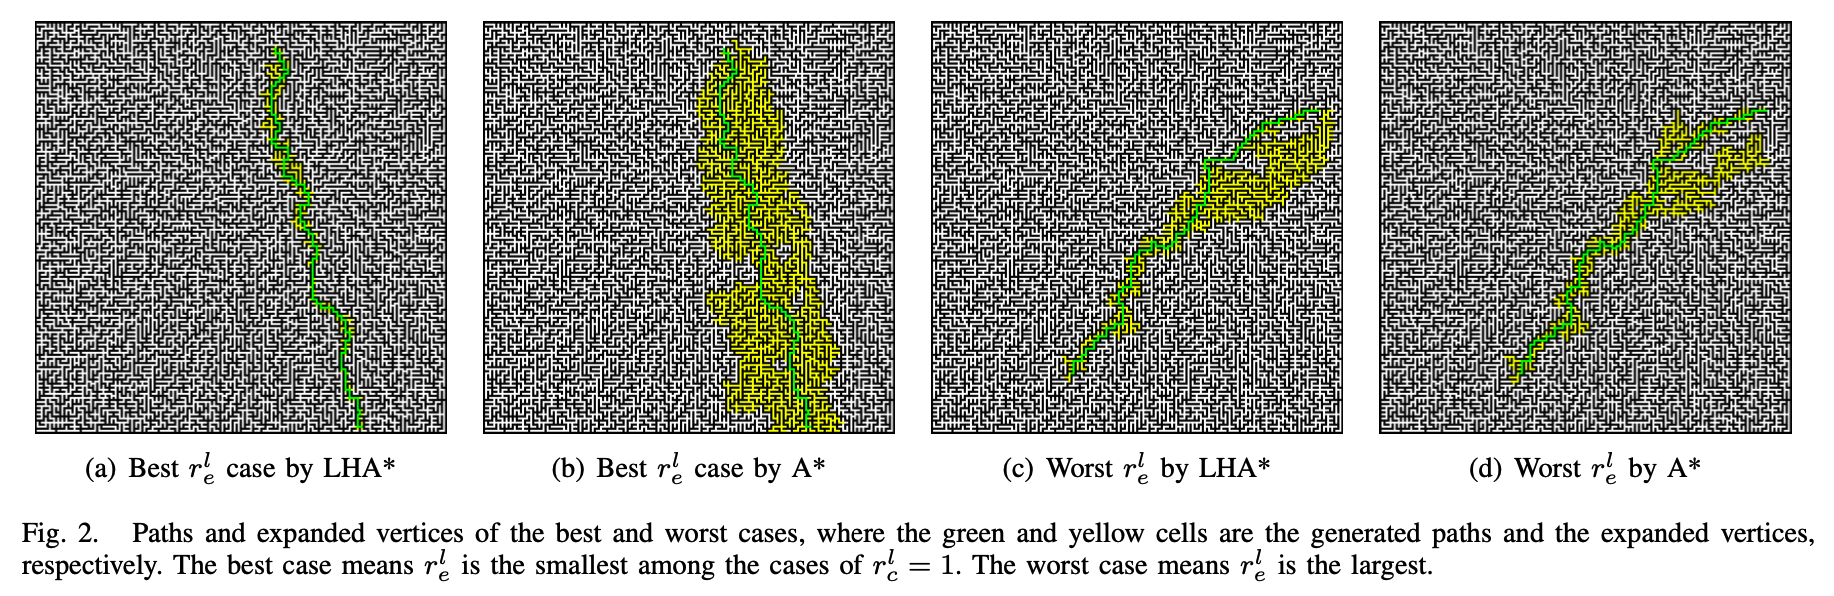 (a) Best $r_e^l$ case by LHA*
(b) Best $r_e^l$ case by A*
(c) Worst $r_e^l$ by LHA*
(d) Worst $r_e^l$ by A*
Fig. 2. Paths and expanded vertices of the best and worst cases, where the green and yellow cells are the generated paths and the expanded vertices,
respectively. The best case means $r_e^l$ is the smallest among the cases of $r_c^l = 1$. The worst case means $r_e^l$ is the largest.